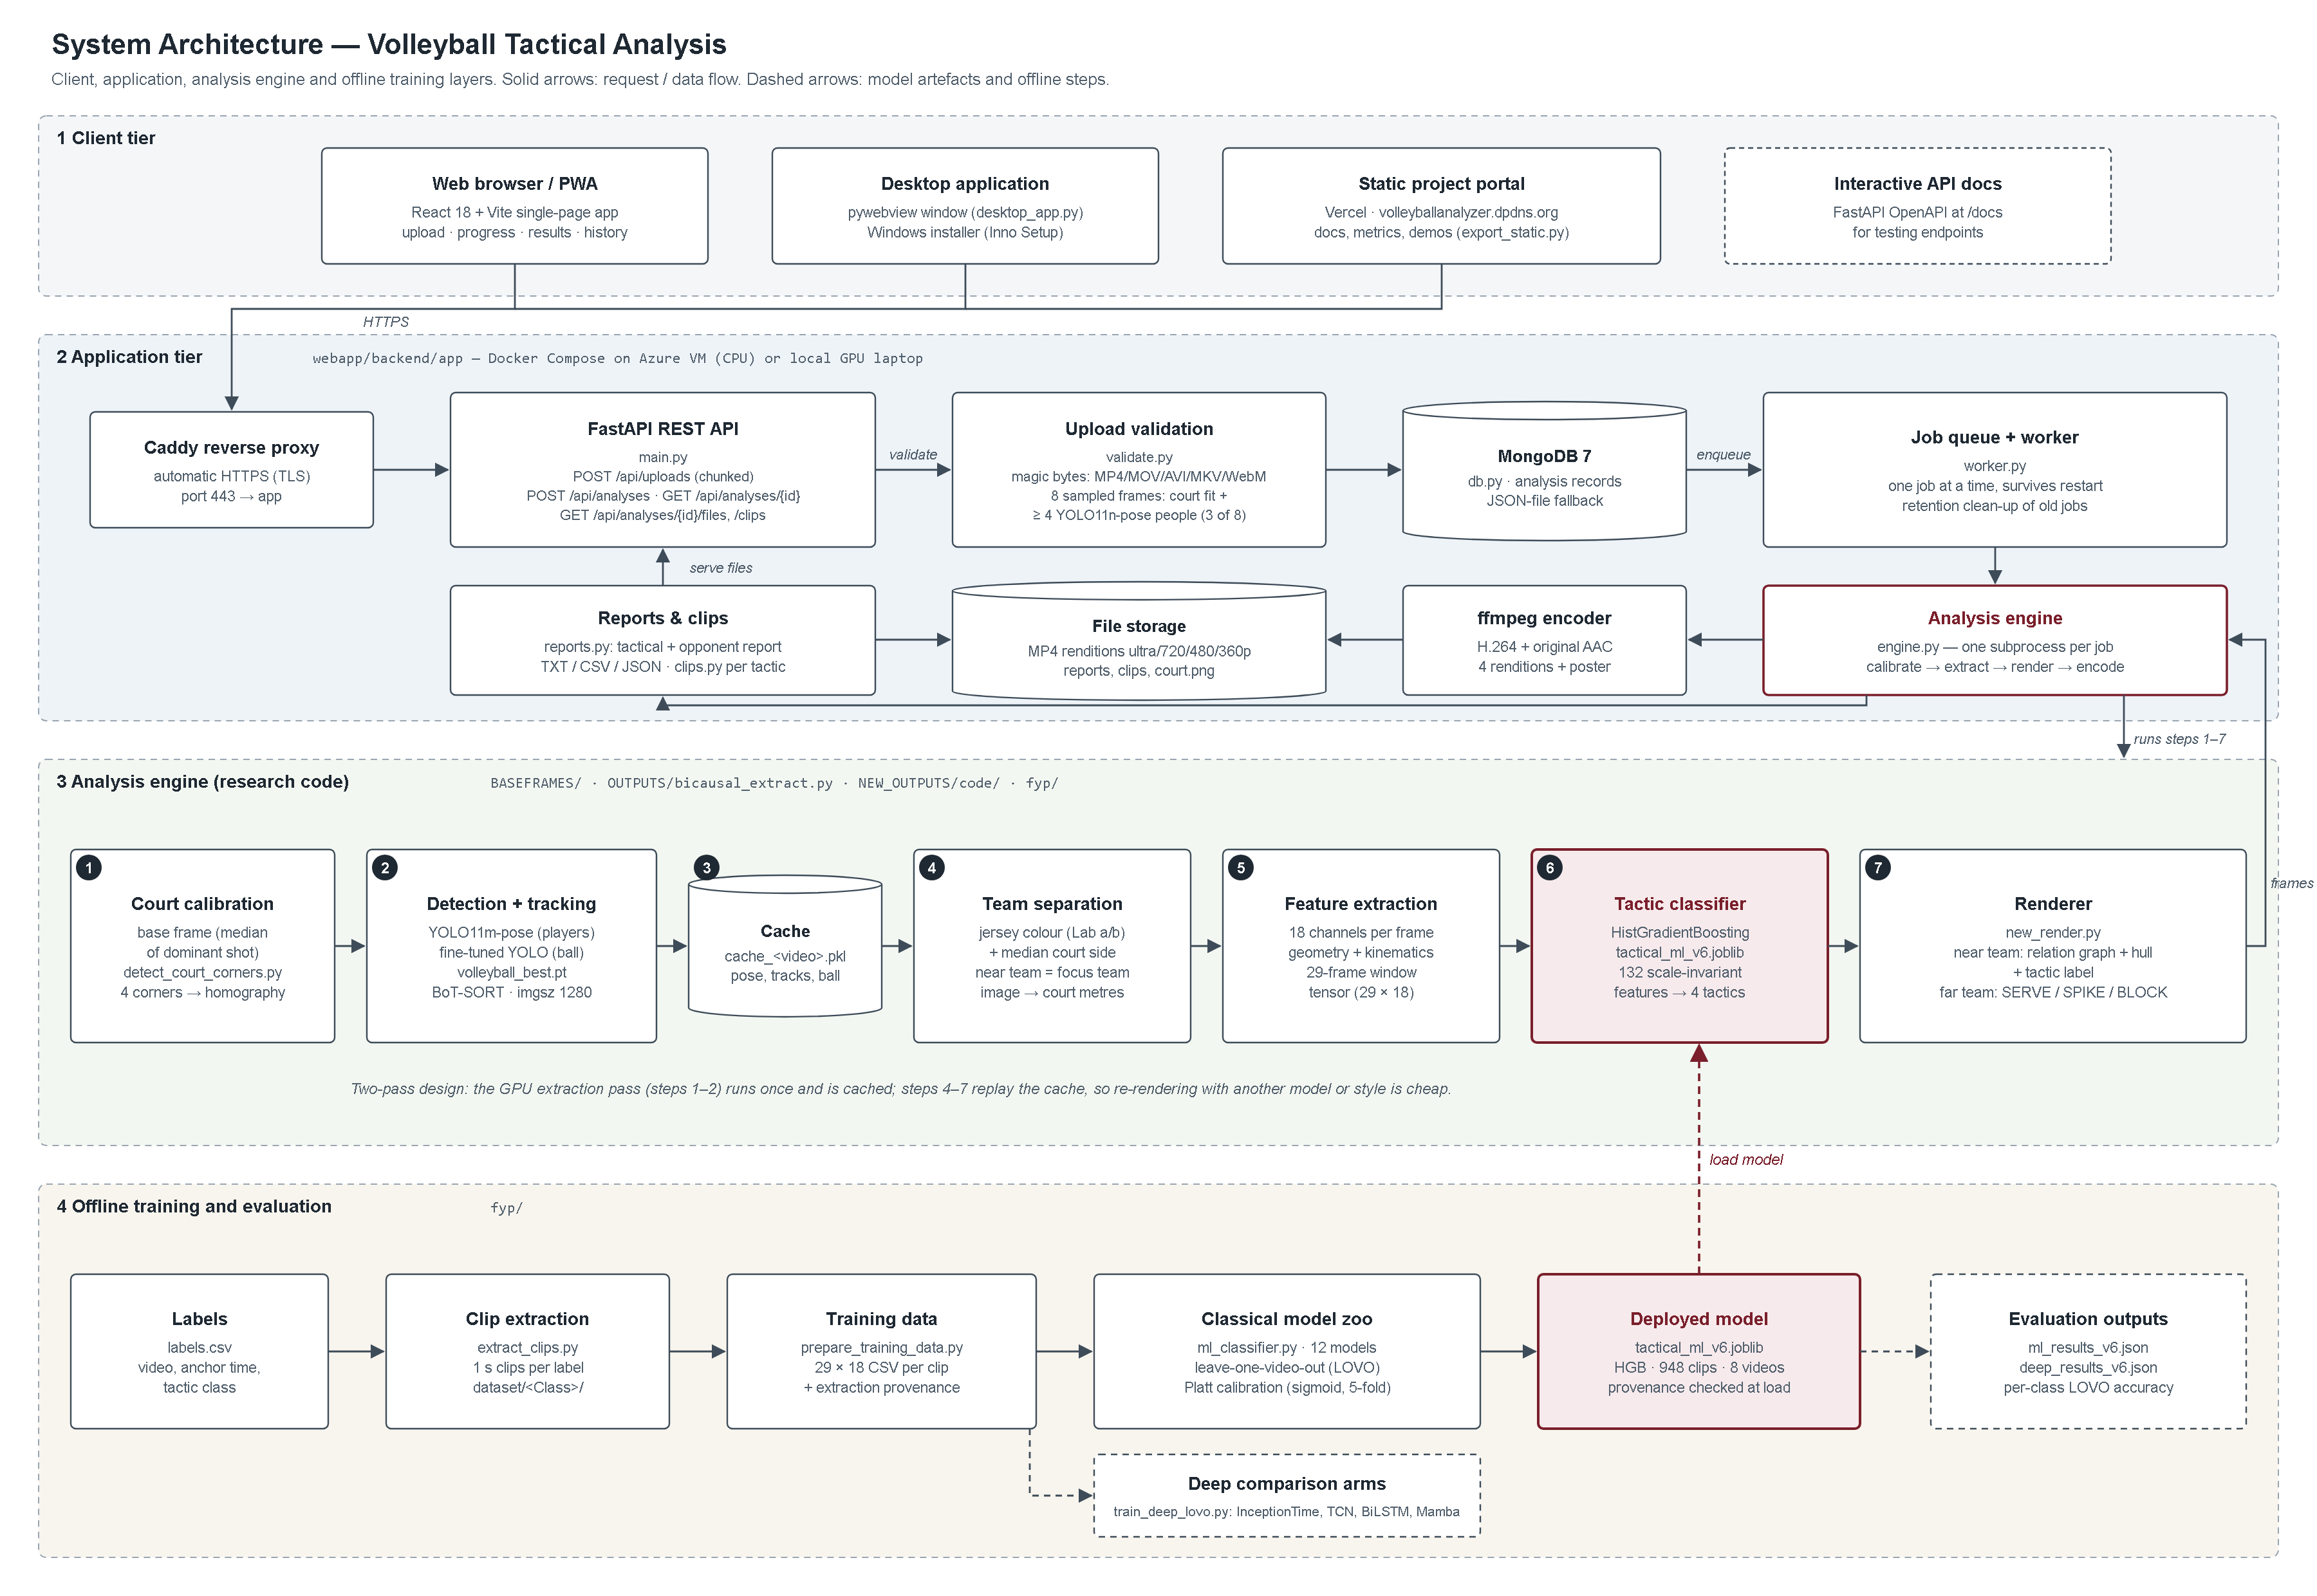 System Architecture — Volleyball Tactical Analysis
Client, application, analysis engine and offline training layers. Solid arrows: request / data flow. Dashed arrows: model artefacts and offline steps.
1 Client tier
Web browser / PWA
React 18 + Vite single-page app
upload · progress · results · history
Desktop application
pywebview window (desktop_app.py)
Windows installer (Inno Setup)
Static project portal
Vercel · volleyballanalyzer.dpdns.org
docs, metrics, demos (export_static.py)
Interactive API docs
FastAPI OpenAPI at /docs
for testing endpoints
HTTPS
2 Application tier
webapp/backend/app — Docker Compose on Azure VM (CPU) or local GPU laptop
Caddy reverse proxy
automatic HTTPS (TLS)
port 443 → app
FastAPI REST API
main.py
POST /api/uploads (chunked)
POST /api/analyses · GET /api/analyses/{id}
GET /api/analyses/{id}/files, /clips
validate
Upload validation
validate.py
magic bytes: MP4/MOV/AVI/MKV/WebM
8 sampled frames: court fit +
≥ 4 YOLO11n-pose people (3 of 8)
MongoDB 7
db.py · analysis records
JSON-file fallback
enqueue
Job queue + worker
worker.py
one job at a time, survives restart
retention clean-up of old jobs
serve files
Reports & clips
reports.py: tactical + opponent report
TXT / CSV / JSON · clips.py per tactic
File storage
MP4 renditions ultra/720/480/360p
reports, clips, court.png
ffmpeg encoder
H.264 + original AAC
4 renditions + poster
Analysis engine
engine.py — one subprocess per job
calibrate → extract → render → encode
runs steps 1–7
3 Analysis engine (research code)
BASEFRAMES/ · OUTPUTS/bicausal_extract.py · NEW_OUTPUTS/code/ · fyp/
1
Court calibration
base frame (median
of dominant shot)
detect_court_corners.py
4 corners → homography
2
Detection + tracking
YOLO11m-pose (players)
fine-tuned YOLO (ball)
volleyball_best.pt
BoT-SORT · imgsz 1280
3
Cache
cache_<video>.pkl
pose, tracks, ball
4
Team separation
jersey colour (Lab a/b)
+ median court side
near team = focus team
image → court metres
5
Feature extraction
18 channels per frame
geometry + kinematics
29-frame window
tensor (29 × 18)
6
Tactic classifier
HistGradientBoosting
tactical_ml_v6.joblib
132 scale-invariant
features → 4 tactics
7
Renderer
new_render.py
near team: relation graph + hull
+ tactic label
far team: SERVE / SPIKE / BLOCK
frames
Two-pass design: the GPU extraction pass (steps 1–2) runs once and is cached; steps 4–7 replay the cache, so re-rendering with another model or style is cheap.
load model
4 Offline training and evaluation
fyp/
Labels
labels.csv
video, anchor time,
tactic class
Clip extraction
extract_clips.py
1 s clips per label
dataset/<Class>/
Training data
prepare_training_data.py
29 × 18 CSV per clip
+ extraction provenance
Classical model zoo
ml_classifier.py · 12 models
leave-one-video-out (LOVO)
Platt calibration (sigmoid, 5-fold)
Deployed model
tactical_ml_v6.joblib
HGB · 948 clips · 8 videos
provenance checked at load
Evaluation outputs
ml_results_v6.json
deep_results_v6.json
per-class LOVO accuracy
Deep comparison arms
train_deep_lovo.py: InceptionTime, TCN, BiLSTM, Mamba